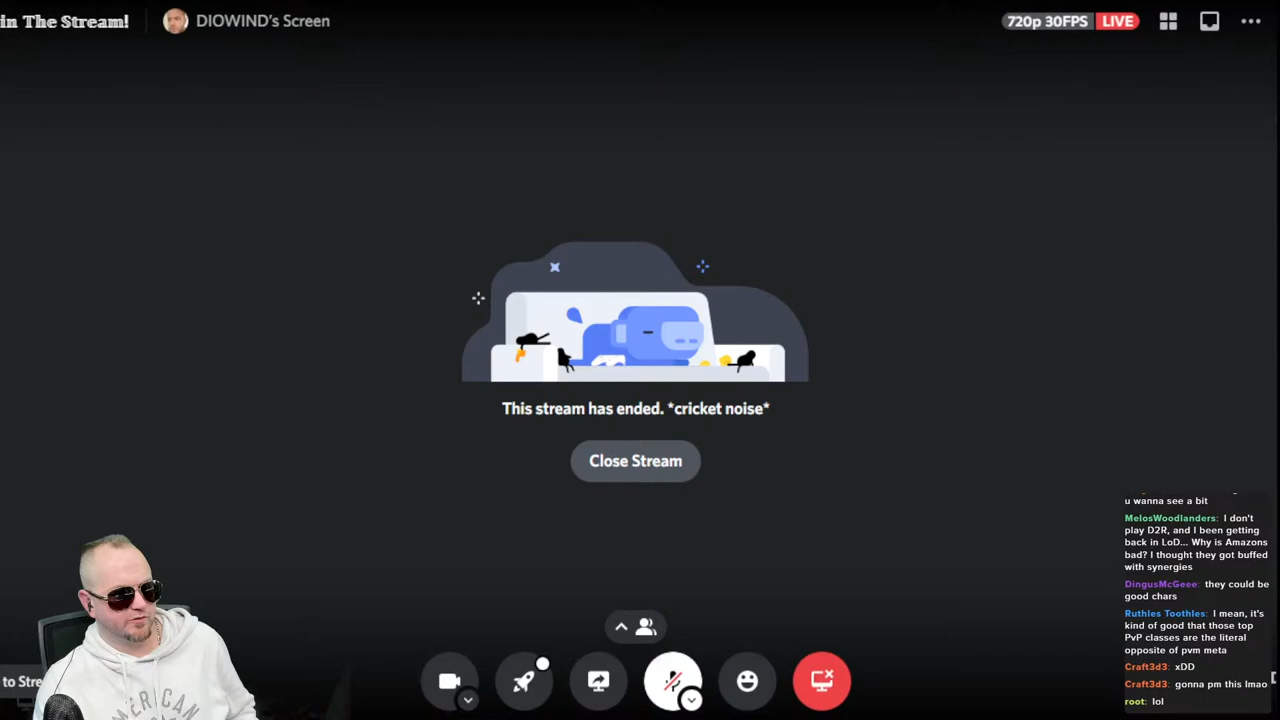 in The Stream!
DIOWIND's Screen
720p 30FPS LIVE
This stream has ended. *cricket noise*
Close Stream
u wanna see a bit
MelosWoodlanders: I don't
play D2R, and I been getting
back in LoD... Why is Amazons
bad? I thought they got buffed
with synergies
DingusMcGeee: they could be
good chars
Ruthles Toothles: I mean, it's
kind of good that those top
PvP classes are the literal
opposite of pvm meta
Craft3d3: xDD
Craft3d3: gonna pm this lmao
root: lol
to Stre
AMERICAN